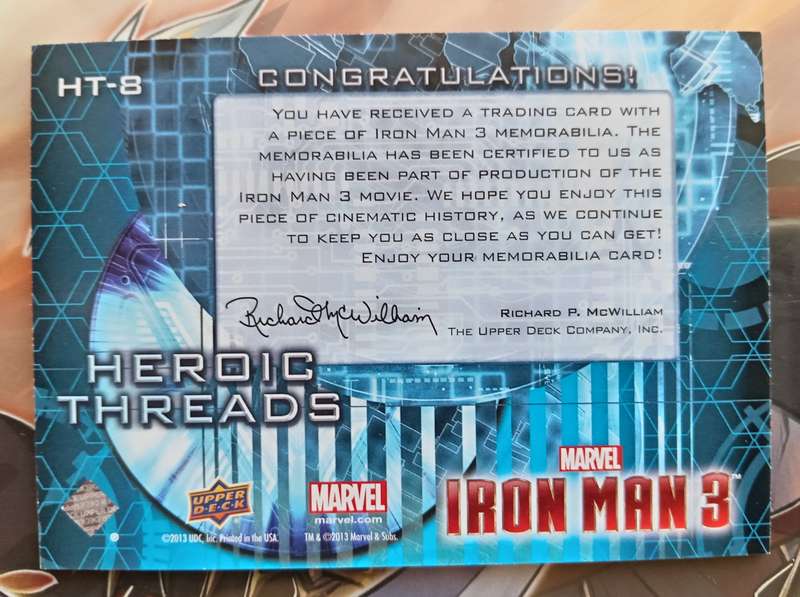 HT-8
CONGRATULATIONS!
YOU HAVE RECEIVED A TRADING CARD WITH
A PIECE OF IRON MAN 3 MEMORABILIA. THE
MEMORABILIA HAS BEEN CERTIFIED TO US AS
HAVING BEEN PART OF PRODUCTION OF THE
IRON MAN 3 MOVIE. WE HOPE YOU ENJOY THIS
PIECE OF CINEMATIC HISTORY, AS WE CONTINUE
TO KEEP YOU AS CLOSE AS YOU CAN GET!
ENJOY YOUR MEMORABILIA CARD!
Richard McWilliam
RICHARD P. MCWILLIAM
THE UPPER DECK COMPANY, INC.
HEROIC
THREADS
UPPER
DECK
MARVEL
marvel.com
MARVEL
IRON MAN 3™
©2013 UDC, Inc. Printed in the USA.
TM & ©2013 Marvel & Subs.